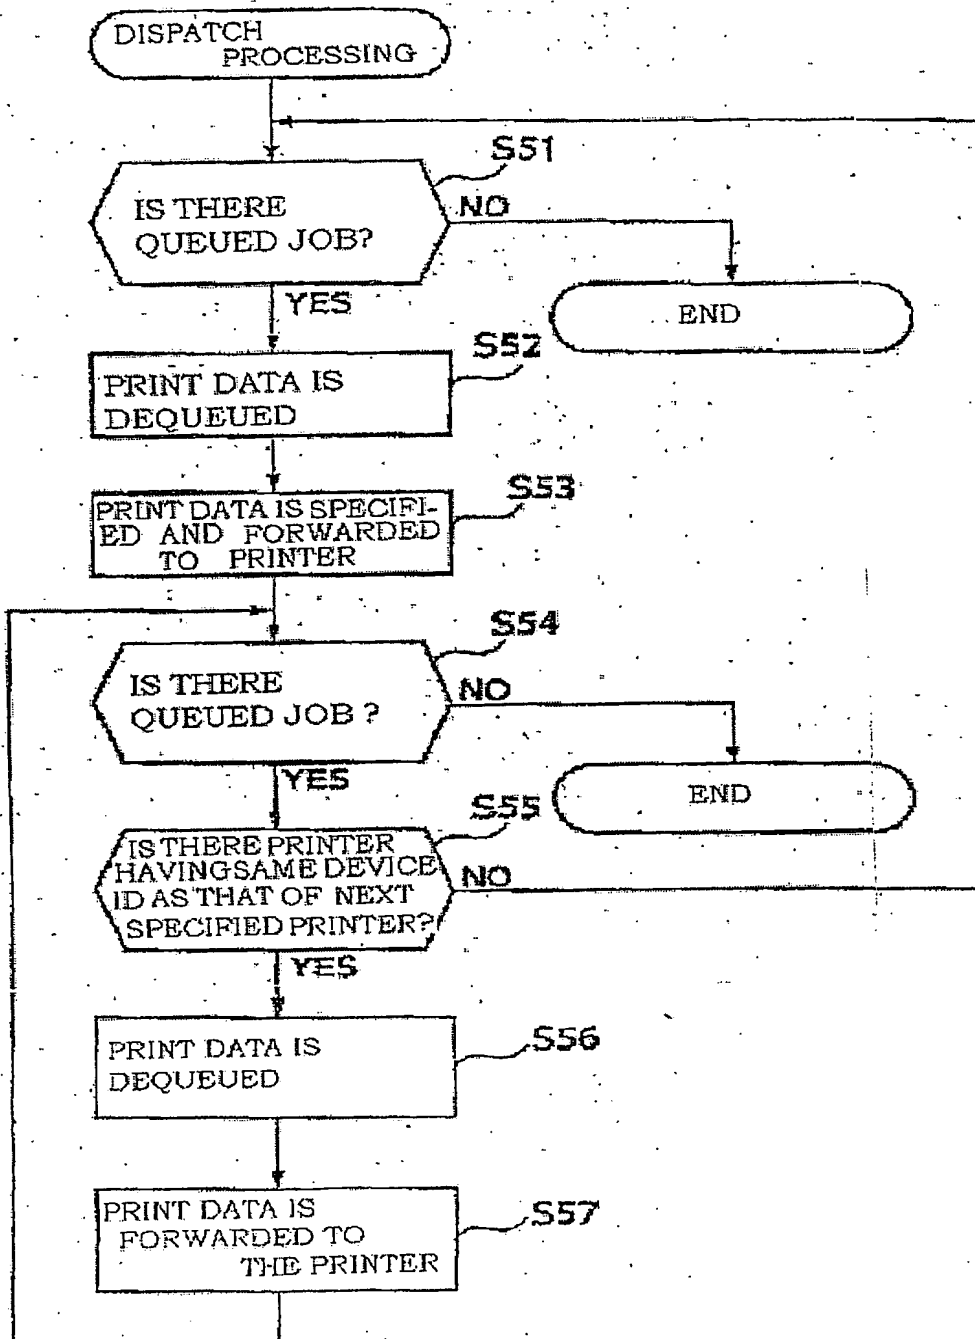 DISPATCH
PROCESSING
S51
IS THERE
QUEUED JOB?
NO
END
YES
S52
PRINT DATA IS
DEQUEUED
S53
PRINT DATA IS SPECIFI-
ED AND FORWARDED
TO PRINTER
S54
IS THERE
QUEUED JOB ?
NO
END
YES
S55
IS THERE PRINTER
HAVING SAME DEVICE
ID AS THAT OF NEXT
SPECIFIED PRINTER?
NO
YES
S56
PRINT DATA IS
DEQUEUED
S57
PRINT DATA IS
FORWARDED TO
THE PRINTER